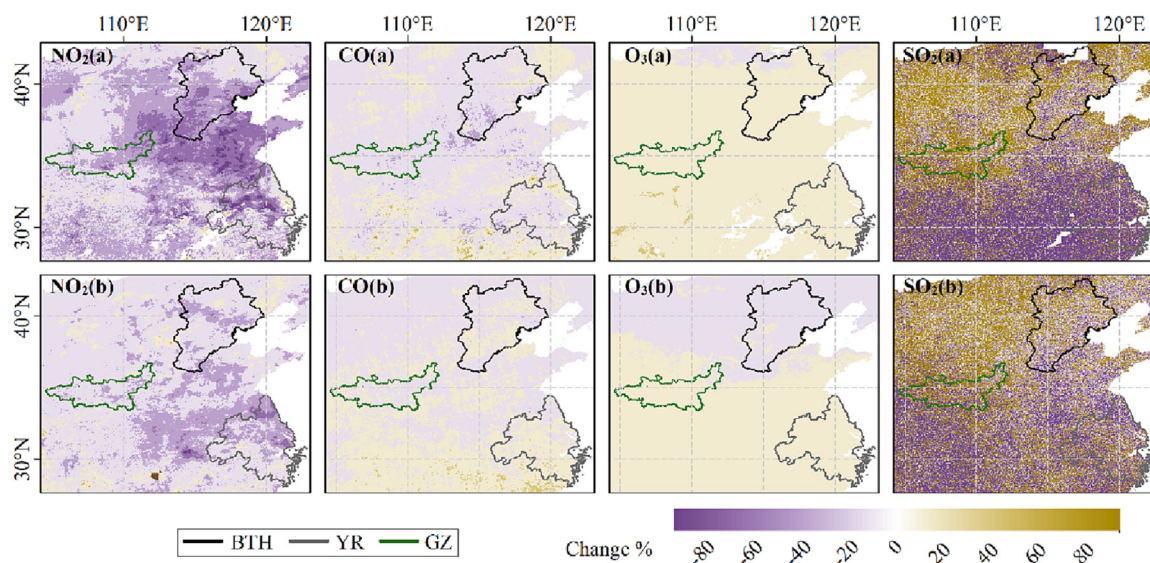 110°E 120°E 110°E 120°E 110°E 120°E 110°E 120°E
NO₂(a) CO(a) O₃(a) SO₂(a)
40°N
30°N
NO₂(b) CO(b) O₃(b) SO₂(b)
40°N
30°N
BTH YR GZ
Change % -80 -60 -40 -20 0 20 40 60 80